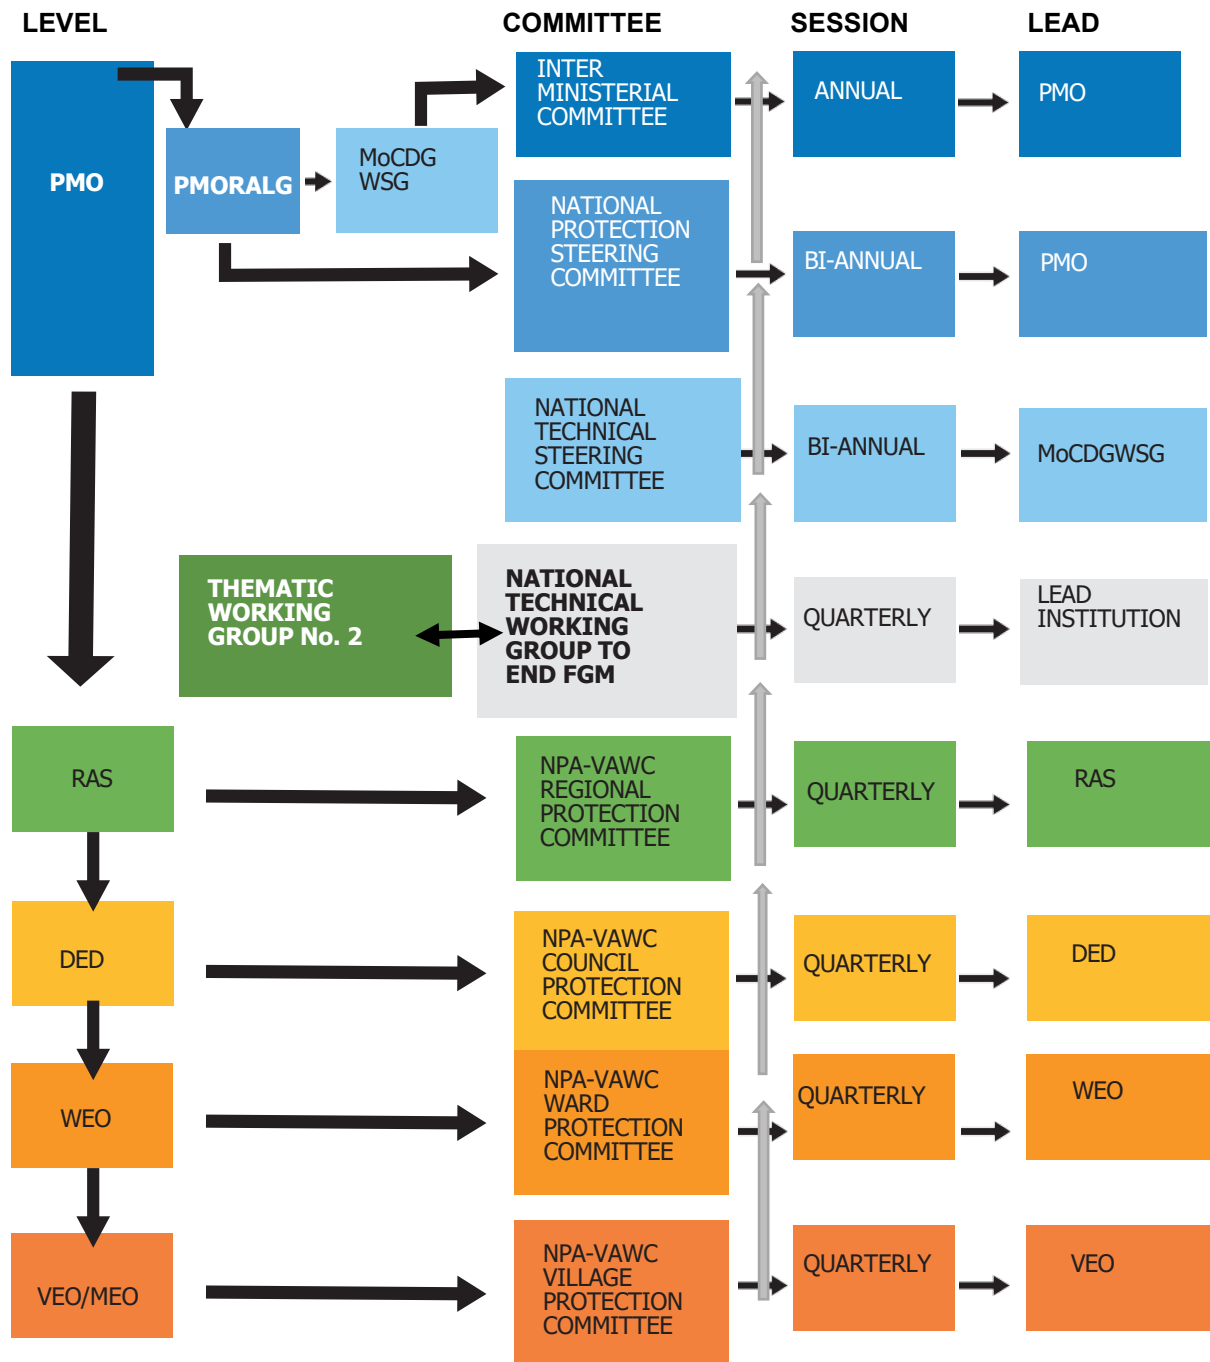 LEVEL
COMMITTEE
SESSION
LEAD
PMO
PMORALG
MoCDG
WSG
INTER
MINISTERIAL
COMMITTEE
ANNUAL
PMO
NATIONAL
PROTECTION
STEERING
COMMITTEE
BI-ANNUAL
PMO
NATIONAL
TECHNICAL
STEERING
COMMITTEE
BI-ANNUAL
MoCDGWSG
THEMATIC
WORKING
GROUP No. 2
NATIONAL
TECHNICAL
WORKING
GROUP TO
END FGM
QUARTERLY
LEAD
INSTITUTION
RAS
NPA-VAWC
REGIONAL
PROTECTION
COMMITTEE
QUARTERLY
RAS
DED
NPA-VAWC
COUNCIL
PROTECTION
COMMITTEE
QUARTERLY
DED
WEO
NPA-VAWC
WARD
PROTECTION
COMMITTEE
QUARTERLY
WEO
VEO/MEO
NPA-VAWC
VILLAGE
PROTECTION
COMMITTEE
QUARTERLY
VEO